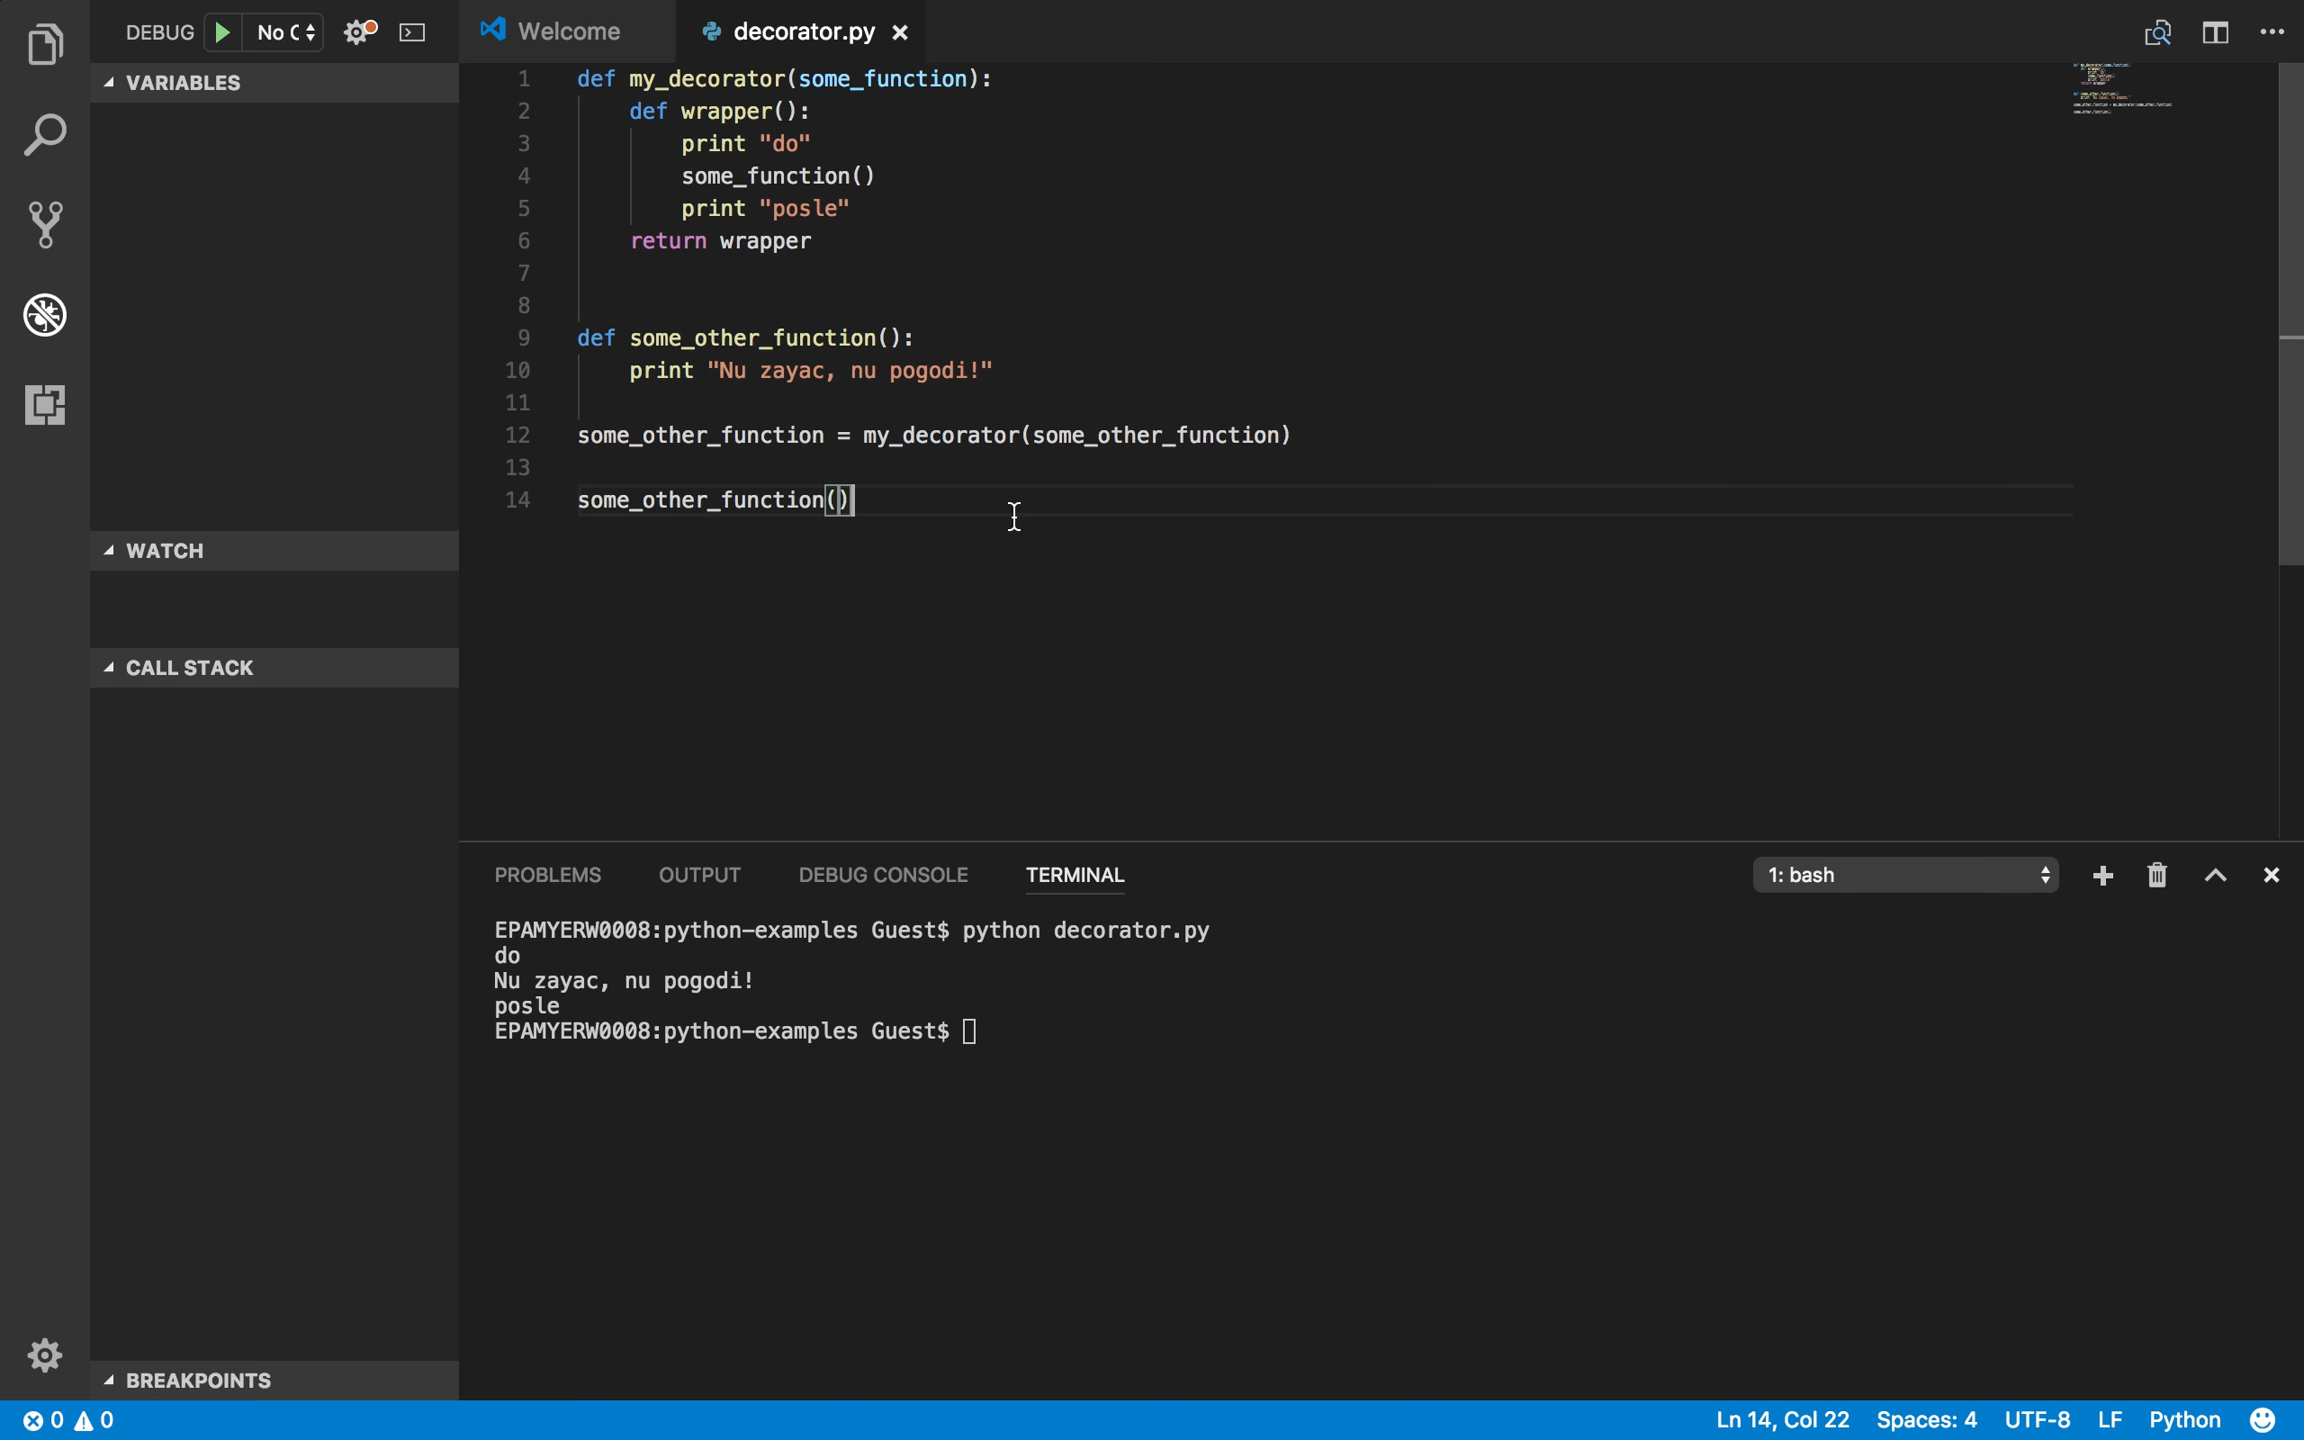 DEBUG No C
Welcome
decorator.py
VARIABLES
WATCH
CALL STACK
BREAKPOINTS
1 def my_decorator(some_function):
2 def wrapper():
3 print "do"
4 some_function()
5 print "posle"
6 return wrapper
7
8
9 def some_other_function():
10 print "Nu zayac, nu pogodi!"
11
12 some_other_function = my_decorator(some_other_function)
13
14 some_other_function()
PROBLEMS OUTPUT DEBUG CONSOLE TERMINAL 1: bash
EPAMYERW0008:python-examples Guest$ python decorator.py
do
Nu zayac, nu pogodi!
posle
EPAMYERW0008:python-examples Guest$
0 0 Ln 14, Col 22 Spaces: 4 UTF-8 LF Python